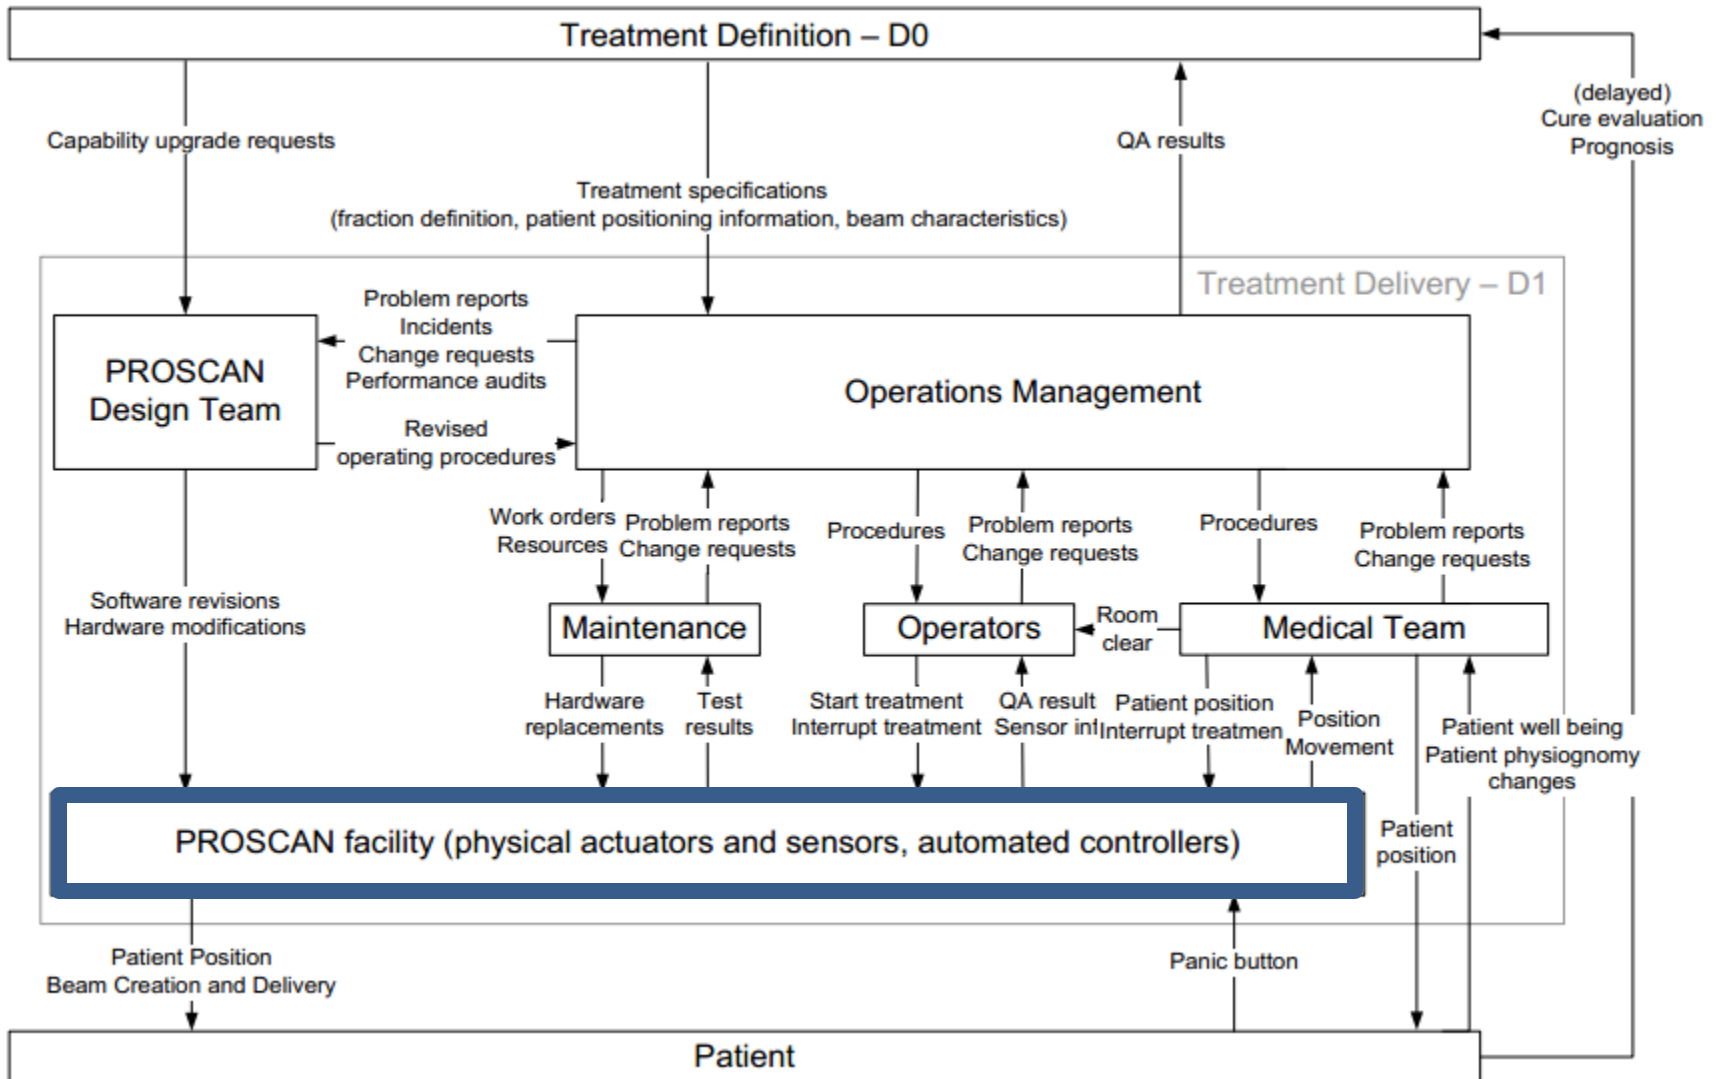 Treatment Definition – D0
(delayed)
Cure evaluation
Prognosis
Capability upgrade requests
QA results
Treatment specifications
(fraction definition, patient positioning information, beam characteristics)
Treatment Delivery – D1
Problem reports
Incidents
Change requests
Performance audits
PROSCAN
Design Team
Operations Management
Revised
operating procedures
Work orders
Resources
Problem reports
Change requests
Procedures
Problem reports
Change requests
Procedures
Problem reports
Change requests
Software revisions
Hardware modifications
Maintenance
Operators
Room
clear
Medical Team
Hardware
replacements
Test
results
Start treatment
Interrupt treatment
QA result
Sensor inf
Patient position
Interrupt treatmen
Position
Movement
Patient well being
Patient physiognomy
changes
PROSCAN facility (physical actuators and sensors, automated controllers)
Patient
position
Patient Position
Beam Creation and Delivery
Panic button
Patient